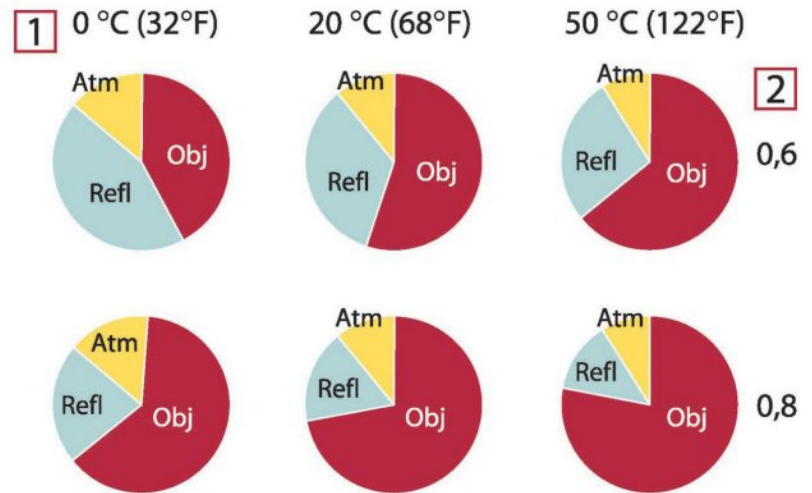 1 0 °C (32°F) 20 °C (68°F) 50 °C (122°F)
2
Atm Obj Refl
Atm Obj Refl
Atm Obj Refl
0,6
Atm Refl Obj
Atm Refl Obj
Atm Refl Obj
0,8